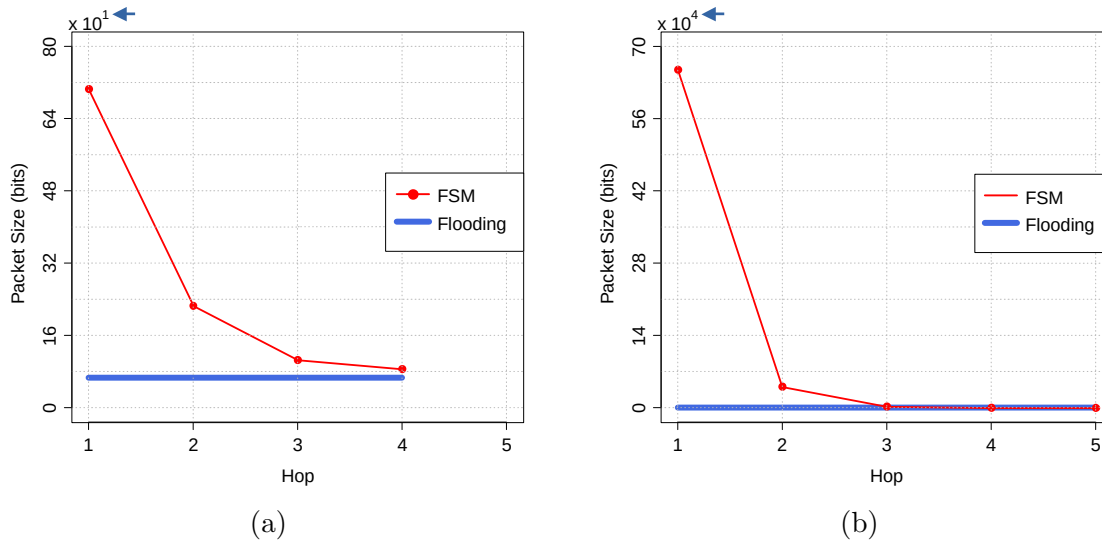 x 10¹
80
64
48
32
16
0
Packet Size (bits)
FSM
Flooding
1 2 3 4 5
Hop
(a)
x 10⁴
70
56
42
28
14
0
Packet Size (bits)
FSM
Flooding
1 2 3 4 5
Hop
(b)